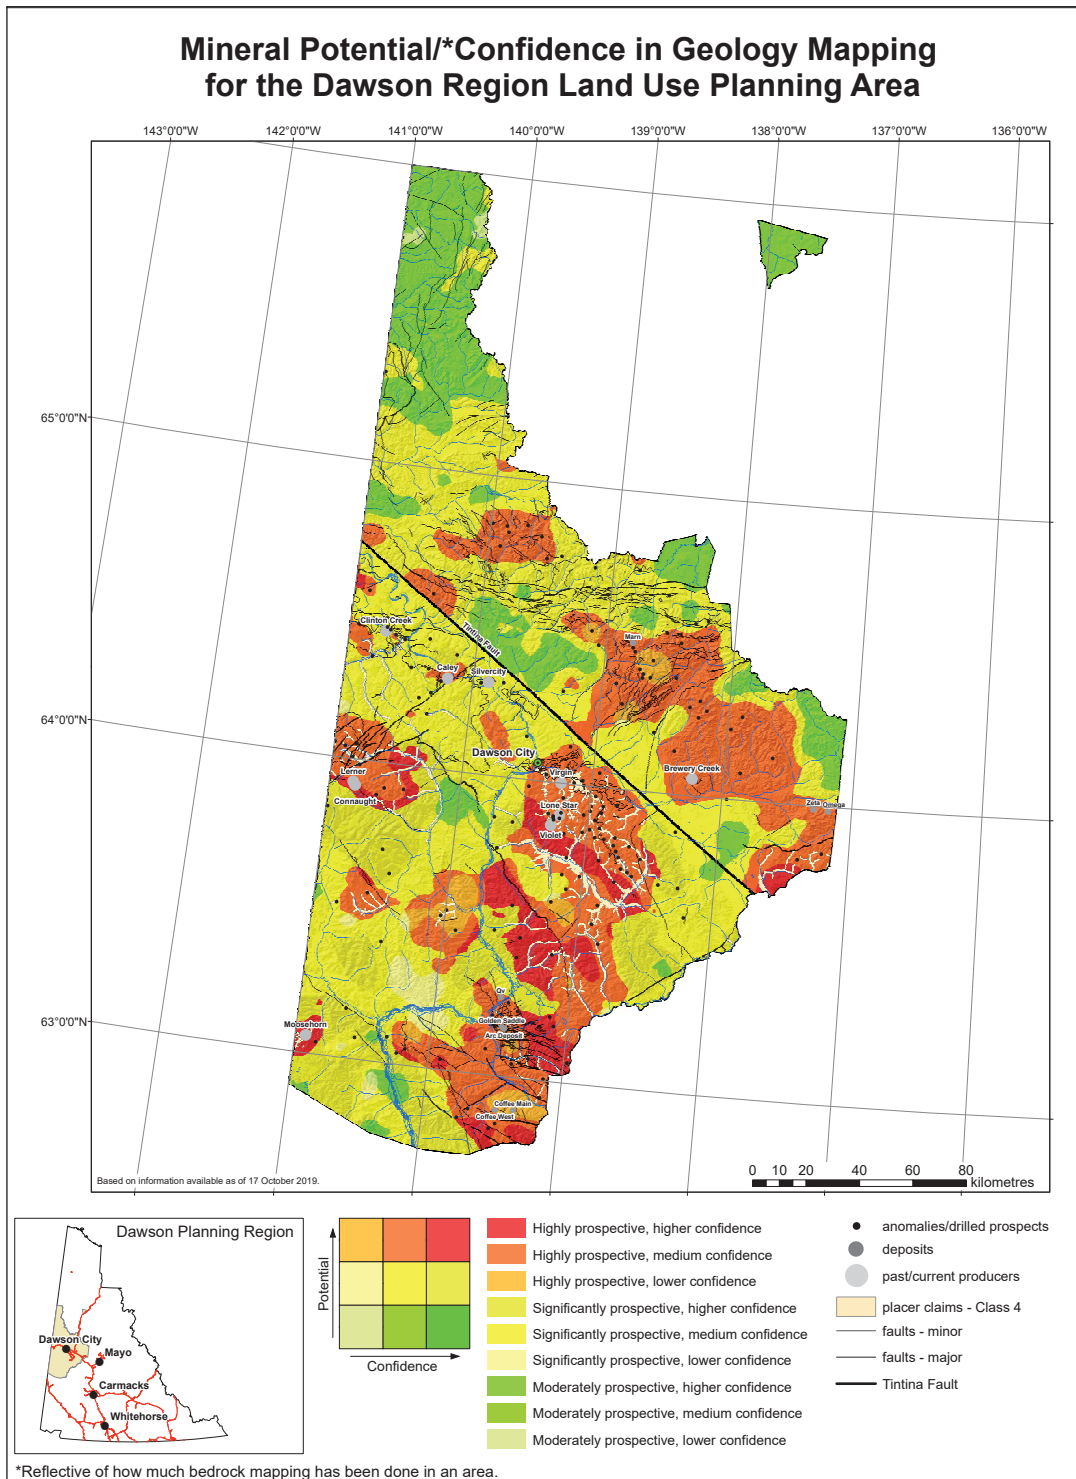 Mineral Potential/*Confidence in Geology Mapping
for the Dawson Region Land Use Planning Area
143°0'0"W
142°0'0"W
141°0'0"W
140°0'0"W
139°0'0"W
138°0'0"W
137°0'0"W
136°0'0"W
65°0'0"N
64°0'0"N
63°0'0"N
Clinton Creek
Tintina Fault
Marn
Caley
Silvercity
Dawson City
Brewery Creek
Lerner
Virgin
Connaught
Lone Star
Zeta
Omega
Violet
Qv
Golden Saddle
Moosehorn
Arc Deposit
Coffee Main
Coffee West
Based on information available as of 17 October 2019.
0 10 20 40 60 80
kilometres
Dawson Planning Region
Dawson City
Mayo
Carmacks
Whitehorse
Potential
Confidence
Highly prospective, higher confidence
Highly prospective, medium confidence
Highly prospective, lower confidence
Significantly prospective, higher confidence
Significantly prospective, medium confidence
Significantly prospective, lower confidence
Moderately prospective, higher confidence
Moderately prospective, medium confidence
Moderately prospective, lower confidence
anomalies/drilled prospects
deposits
past/current producers
placer claims - Class 4
faults - minor
faults - major
Tintina Fault
*Reflective of how much bedrock mapping has been done in an area.